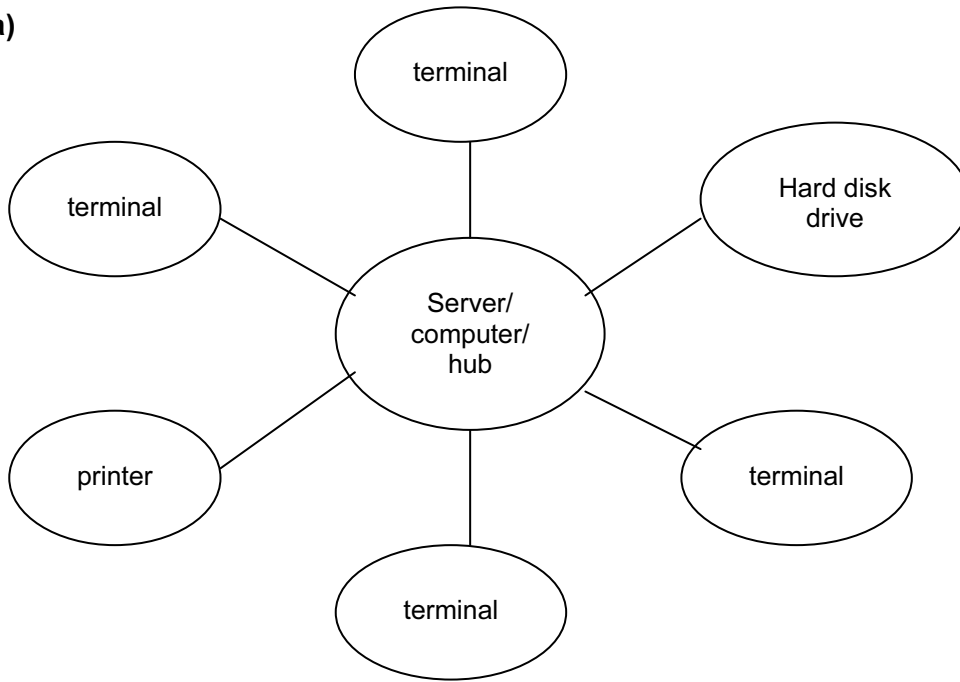 a)
terminal
terminal
Hard disk
drive
Server/
computer/
hub
printer
terminal
terminal